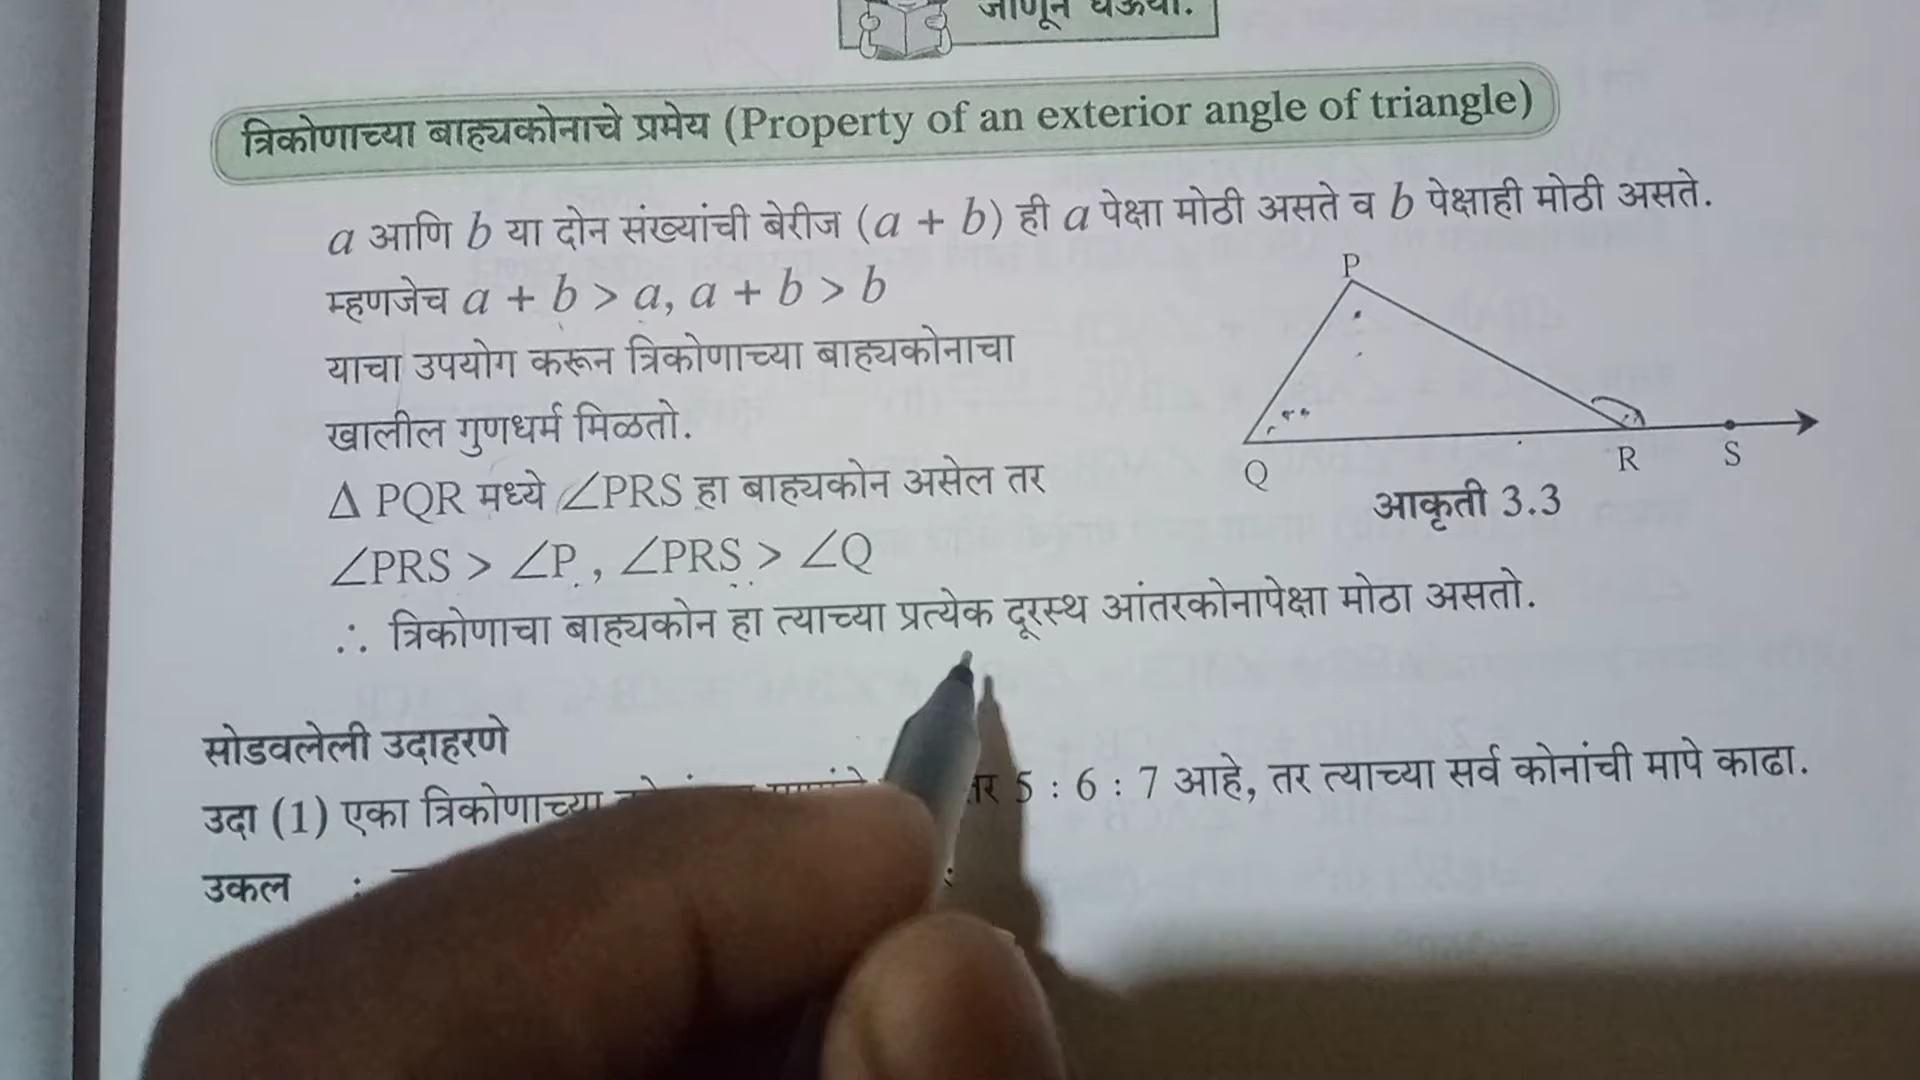 जाणून घेऊया.
त्रिकोणाच्या बाह्यकोनाचे प्रमेय (Property of an exterior angle of triangle)
a आणि b या दोन संख्यांची बेरीज (a + b) ही a पेक्षा मोठी असते व b पेक्षाही मोठी असते.
म्हणजेच a + b > a, a + b > b
याचा उपयोग करून त्रिकोणाच्या बाह्यकोनाचा
खालील गुणधर्म मिळतो.
Δ PQR मध्ये ∠PRS हा बाह्यकोन असेल तर
∠PRS > ∠P , ∠PRS > ∠Q
∴ त्रिकोणाचा बाह्यकोन हा त्याच्या प्रत्येक दूरस्थ आंतरकोनापेक्षा मोठा असतो.
P
Q
R
S
आकृती 3.3
सोडवलेली उदाहरणे
उदा (1) एका त्रिकोणाच्या 5 : 6 : 7 आहे, तर त्याच्या सर्व कोनांची मापे काढा.
उकल :